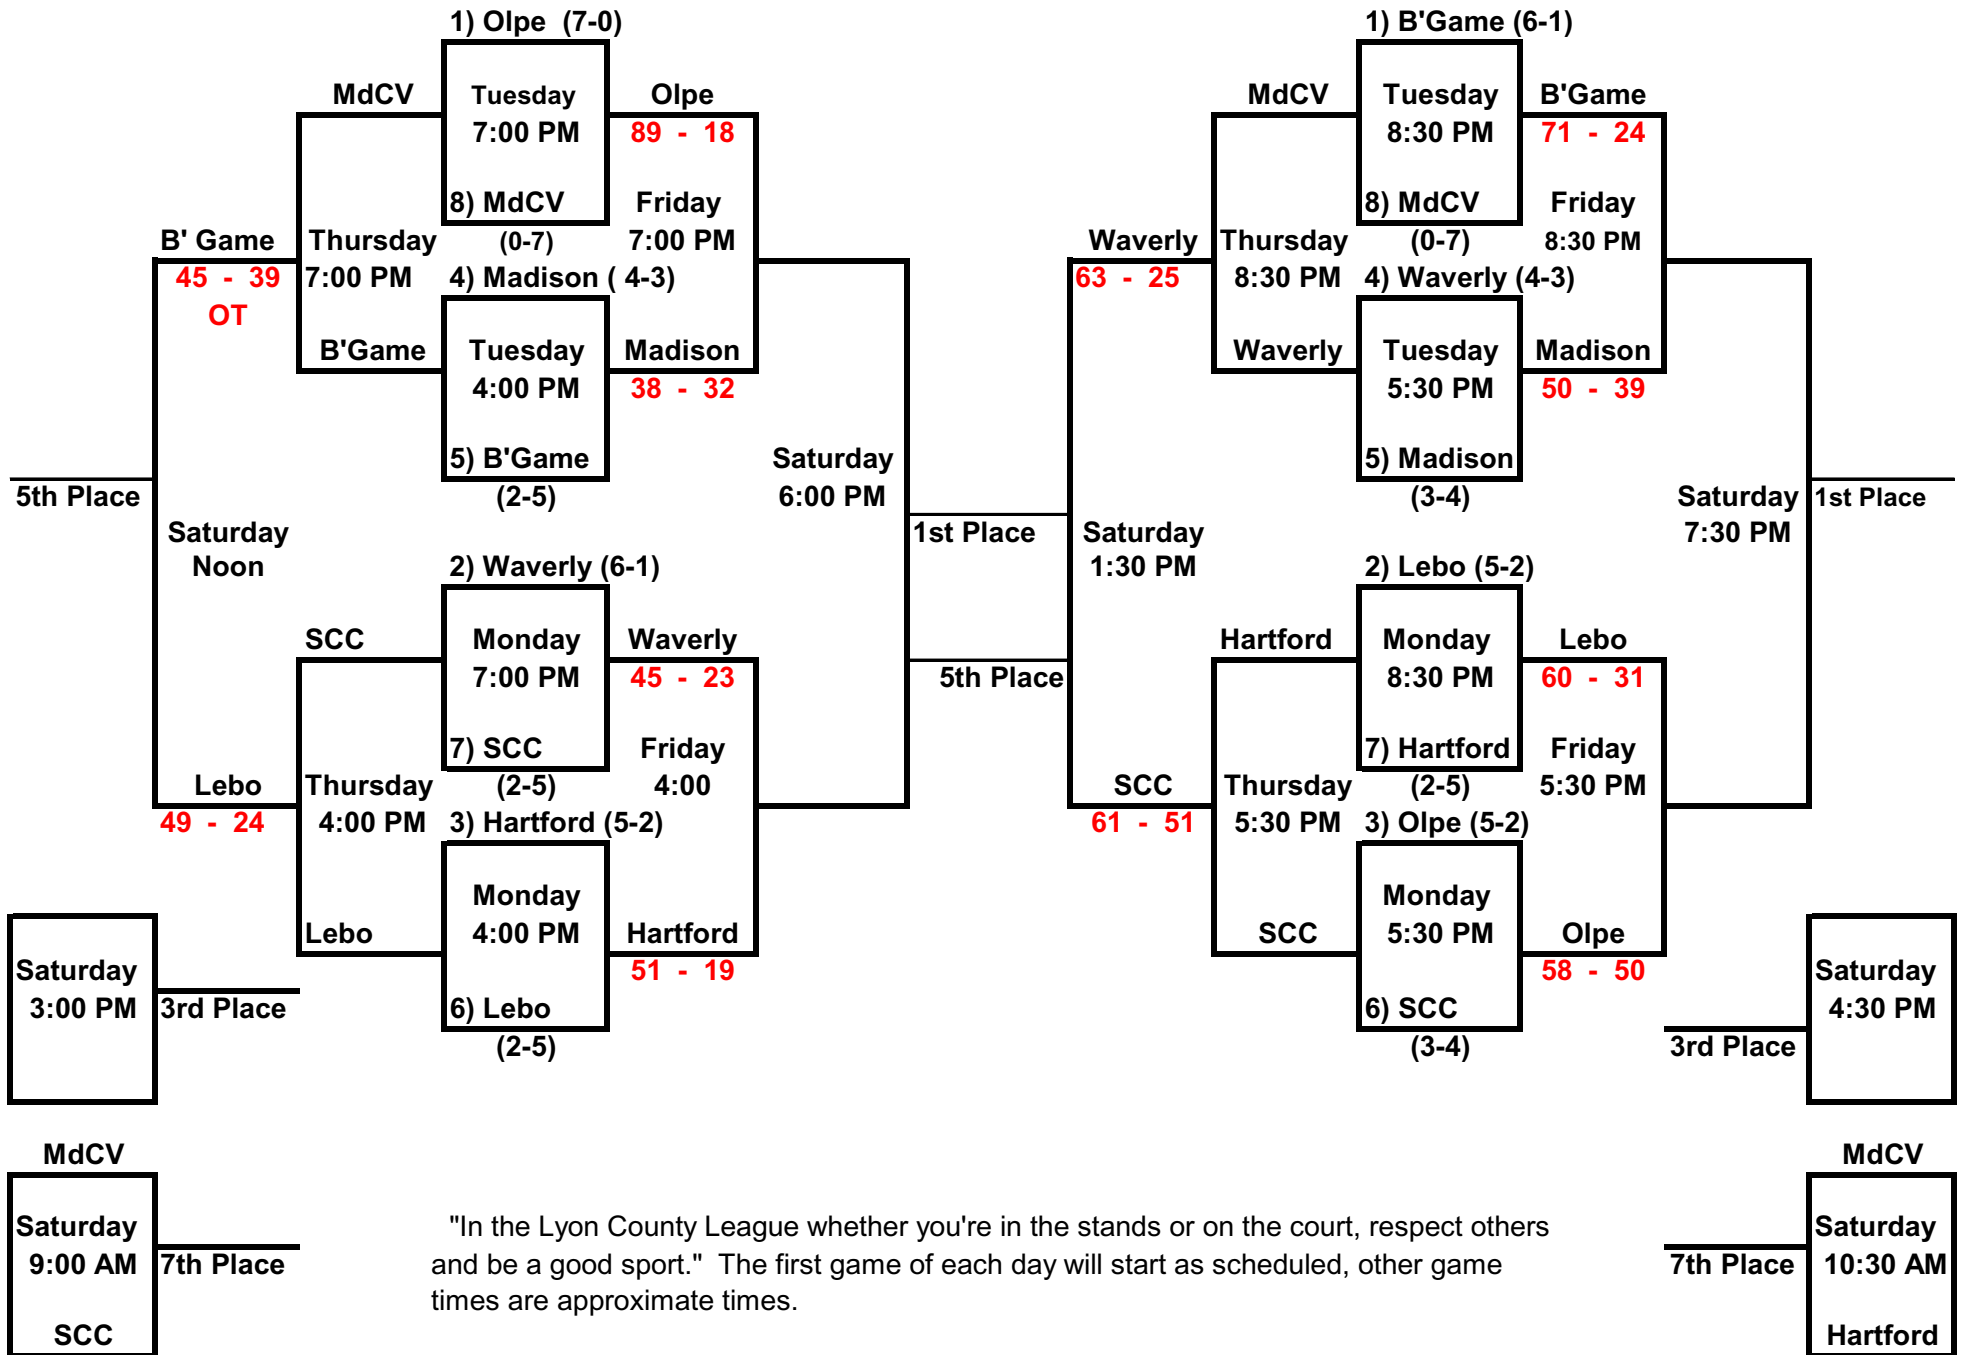 1) Olpe  (7-0)
MdCV
Tuesday
7:00 PM
Olpe
89 - 18
8) MdCV
(0-7)
Friday
7:00 PM
B' Game
45 - 39
OT
Thursday
7:00 PM
4) Madison ( 4-3)
B'Game
Tuesday
4:00 PM
Madison
38 - 32
5) B'Game
(2-5)
Saturday
6:00 PM
5th Place
Saturday
Noon
1st Place
2) Waverly (6-1)
SCC
Monday
7:00 PM
Waverly
45 - 23
5th Place
7) SCC
(2-5)
Friday
4:00
Lebo
49 - 24
Thursday
4:00 PM
3) Hartford (5-2)
Lebo
Monday
4:00 PM
Hartford
51 - 19
6) Lebo
(2-5)
Saturday
3:00 PM
3rd Place
MdCV
Saturday
9:00 AM
7th Place
SCC
1) B'Game (6-1)
MdCV
Tuesday
8:30 PM
B'Game
71 - 24
8) MdCV
(0-7)
Friday
8:30 PM
Waverly
63 - 25
Thursday
8:30 PM
4) Waverly (4-3)
Waverly
Tuesday
5:30 PM
Madison
50 - 39
5) Madison
(3-4)
Saturday
7:30 PM
1st Place
Saturday
1:30 PM
2) Lebo (5-2)
Hartford
Monday
8:30 PM
Lebo
60 - 31
7) Hartford
(2-5)
Friday
5:30 PM
SCC
61 - 51
Thursday
5:30 PM
3) Olpe (5-2)
SCC
Monday
5:30 PM
Olpe
58 - 50
6) SCC
(3-4)
Saturday
4:30 PM
3rd Place
MdCV
Saturday
10:30 AM
7th Place
Hartford
"In the Lyon County League whether you're in the stands or on the court, respect others
and be a good sport."  The first game of each day will start as scheduled, other game
times are approximate times.